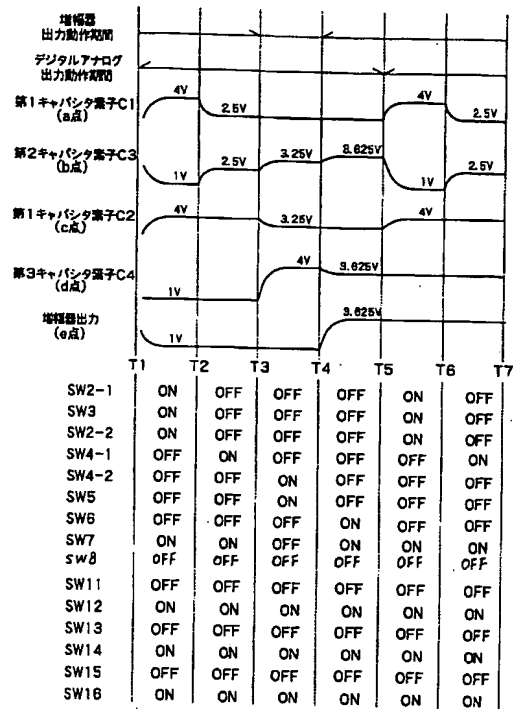 増幅器
出力動作期間
デジタルアナログ
出力動作期間
第1キャパシタ素子C1
(a点)
4V 2.5V 4V 2.5V
第2キャパシタ素子C3
(b点)
1V 2.5V 3.25V 3.625V 1V 2.5V
第1キャパシタ素子C2
(c点)
4V 3.25V 4V
第3キャパシタ素子C4
(d点)
1V 4V 3.625V
増幅器出力
(e点)
1V 3.625V
T1 T2 T3 T4 T5 T6 T7
SW2-1 ON OFF OFF OFF ON OFF
SW3 ON OFF OFF OFF ON OFF
SW2-2 ON OFF OFF OFF ON OFF
SW4-1 OFF ON OFF OFF OFF ON
SW4-2 OFF OFF ON OFF OFF OFF
SW5 OFF OFF ON OFF OFF OFF
SW6 OFF OFF OFF ON OFF OFF
SW7 ON ON OFF ON ON ON
SW8 OFF OFF OFF OFF OFF OFF
SW11 OFF OFF OFF OFF OFF OFF
SW12 ON ON ON ON ON ON
SW13 OFF OFF OFF OFF OFF OFF
SW14 ON ON ON ON ON ON
SW15 OFF OFF OFF OFF OFF OFF
SW16 ON ON ON ON ON ON